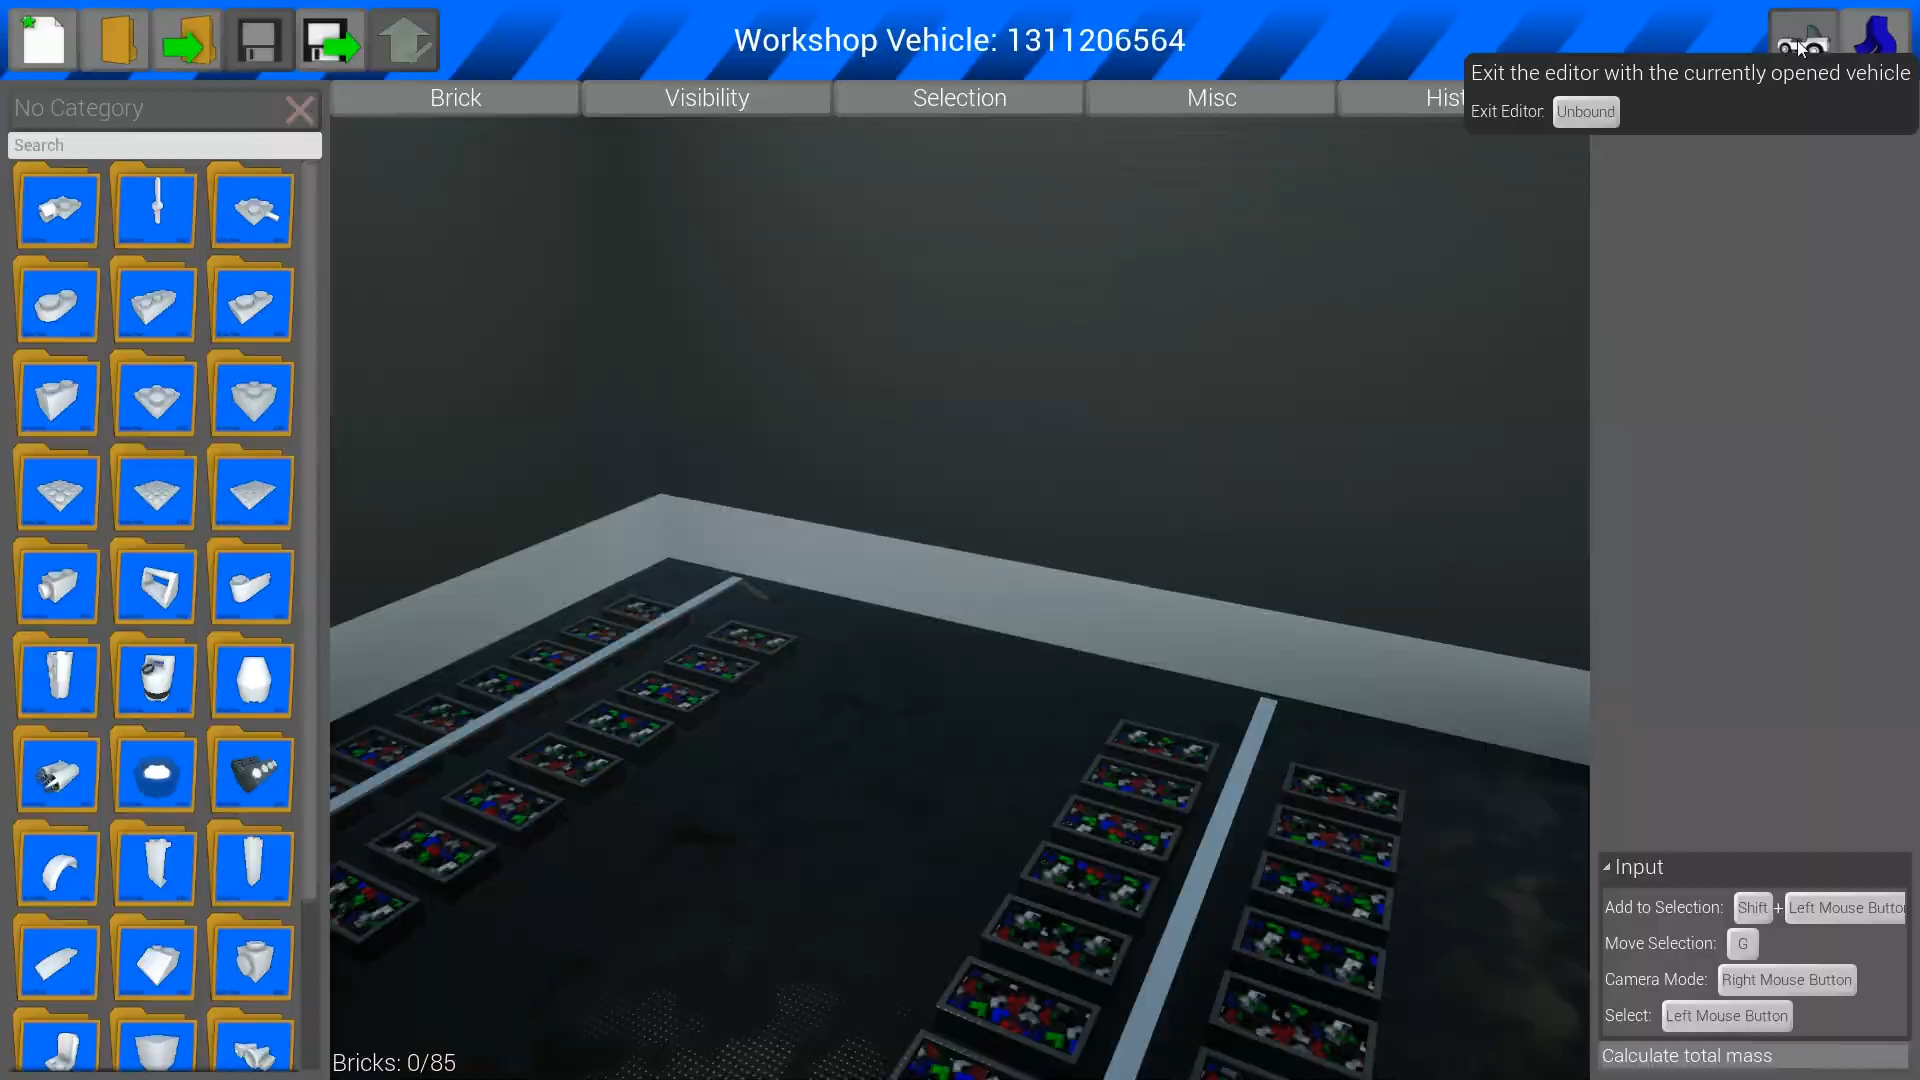 Workshop Vehicle: 1311206564
Exit the editor with the currently opened vehicle
Exit Editor: Unbound
No Category
Search
Brick
Visibility
Selection
Misc
Hist
Bricks: 0/85
Input
Add to Selection: Shift + Left Mouse Butto
Move Selection: G
Camera Mode: Right Mouse Button
Select: Left Mouse Button
Calculate total mass